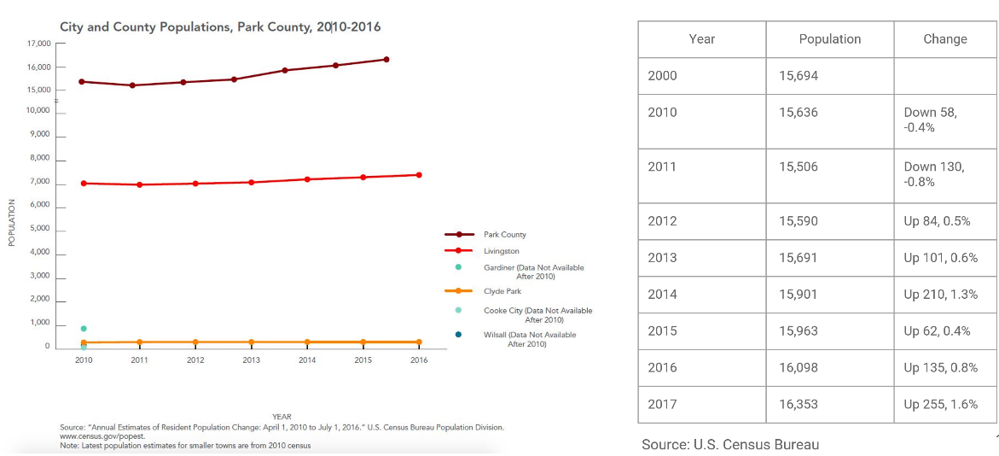 City and County Populations, Park County, 2010-2016
17,000
16,000
15,000
10,000
9,000
8,000
7,000
6,000
5,000
4,000
3,000
2,000
1,000
0
POPULATION
2010 2011 2012 2013 2014 2015 2016
YEAR
Park County
Livingston
Gardiner (Data Not Available
After 2010)
Clyde Park
Cooke City (Data Not Available
After 2010)
Wilsall (Data Not Available
After 2010)
Source: “Annual Estimates of Resident Population Change: April 1, 2010 to July 1, 2016.” U.S. Census Bureau Population Division.
www.census.gov/popest.
Note: Latest population estimates for smaller towns are from 2010 census
Year Population Change
2000 15,694
2010 15,636 Down 58,
-0.4%
2011 15,506 Down 130,
-0.8%
2012 15,590 Up 84, 0.5%
2013 15,691 Up 101, 0.6%
2014 15,901 Up 210, 1.3%
2015 15,963 Up 62, 0.4%
2016 16,098 Up 135, 0.8%
2017 16,353 Up 255, 1.6%
Source: U.S. Census Bureau